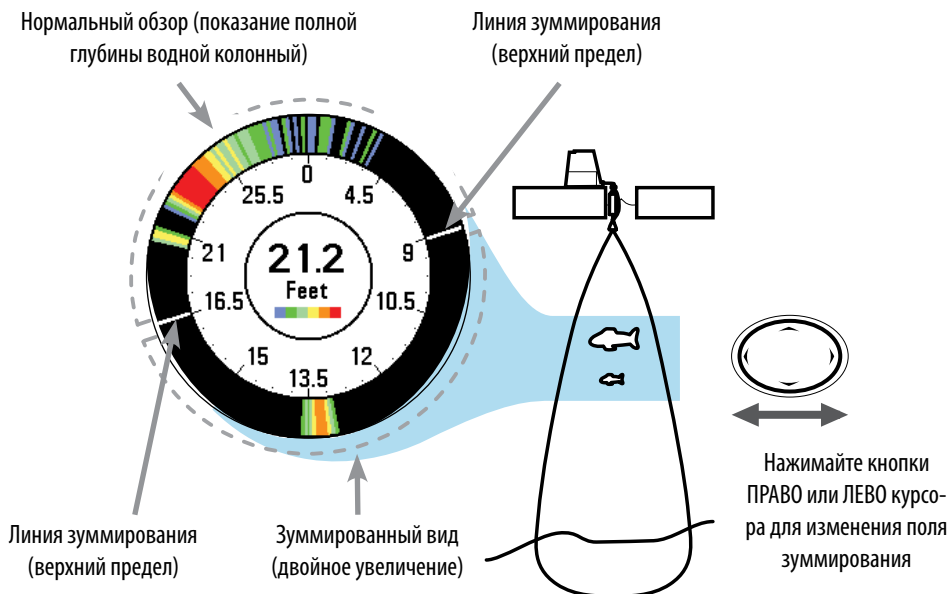 Нормальный обзор (показание полной
глубины водной колонный)
Линия зуммирования
(верхний предел)
0
4.5
9
10.5
12
13.5
15
16.5
21
25.5
21.2
Feet
Линия зуммирования
(верхний предел)
Зуммированный вид
(двойное увеличение)
Нажимайте кнопки
ПРАВО или ЛЕВО курсо-
ра для изменения поля
зуммирования